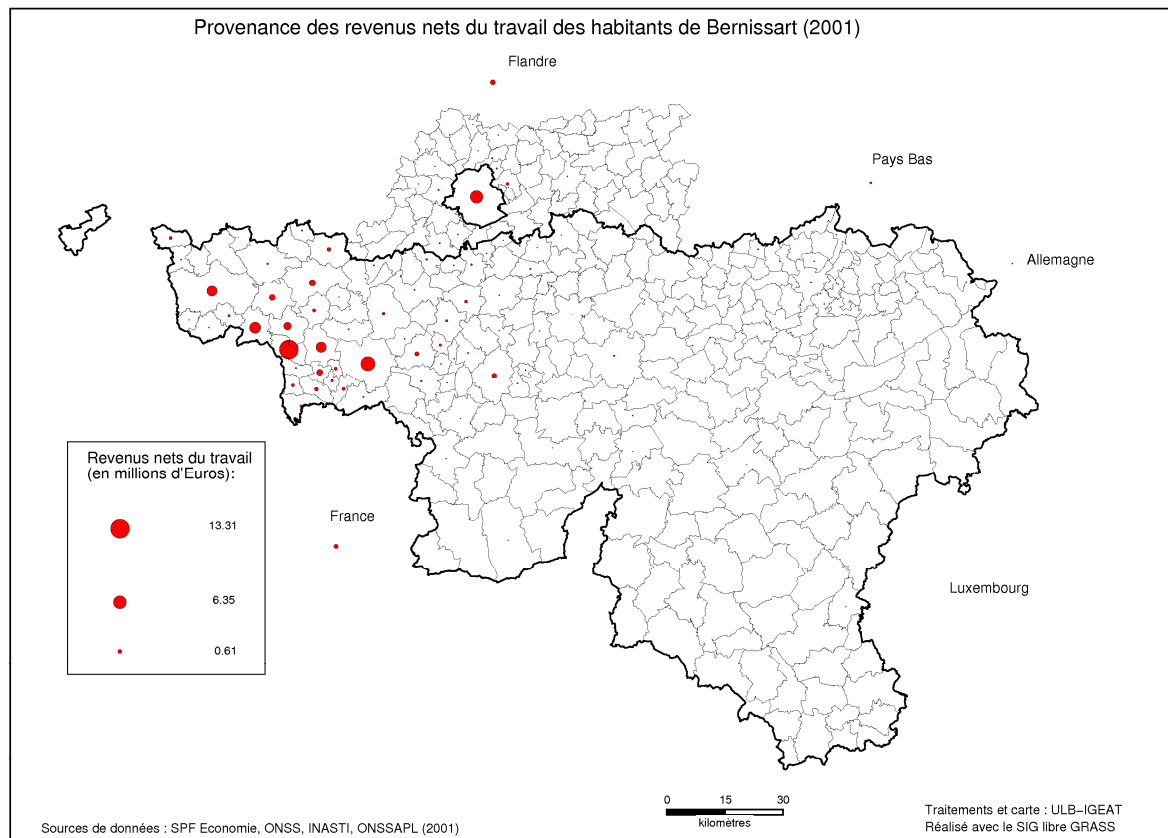 Provenance des revenus nets du travail des habitants de Bernissart (2001)
Flandre
Pays Bas
Allemagne
Revenus nets du travail
(en millions d'Euros):
13.31
6.35
0.61
France
Luxembourg
0 15 30
kilomètres
Sources de données : SPF Economie, ONSS, INASTI, ONSSAPL (2001)
Traitements et carte : ULB–IGEAT
Réalisé avec le SIG libre GRASS